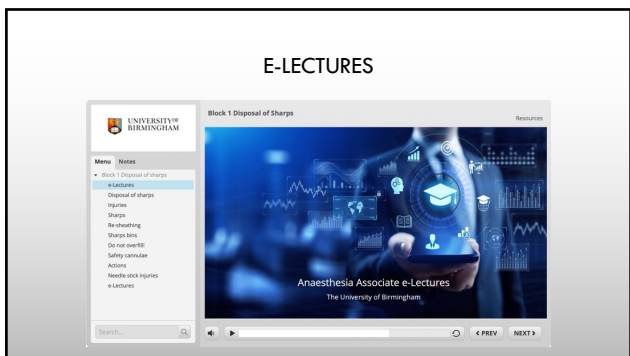 E-LECTURES
UNIVERSITY OF
BIRMINGHAM
Block 1 Disposal of Sharps
Resources
Menu Notes
Block 1 Disposal of sharps
e-Lectures
Disposal of sharps
Injuries
Sharps
Re-sheathing
Sharps bins
Do not overfill!
Safety cannulae
Actions
Needle stick injuries
e-Lectures
Anaesthesia Associate e-Lectures
The University of Birmingham
Search...
< PREV NEXT >